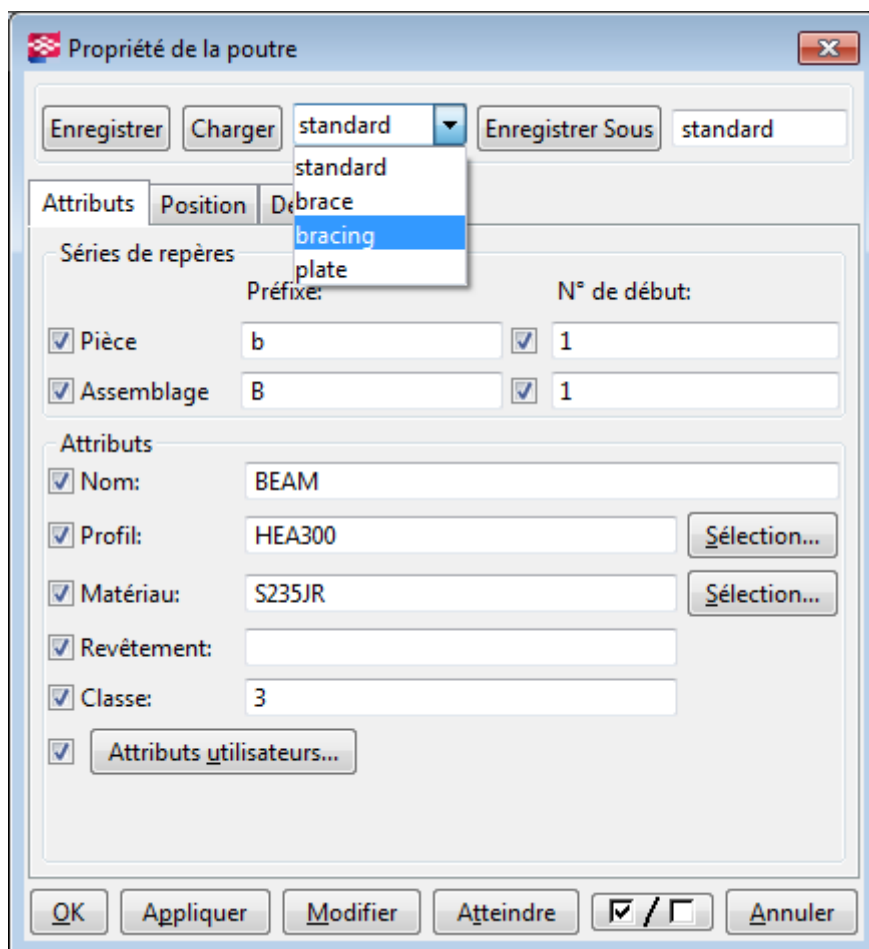 Propriété de la poutre
Enregistrer Charger standard Enregistrer Sous standard
standard
brace
bracing
plate
Attributs Position Dé
Séries de repères
Préfixe: N° de début:
Pièce b 1
Assemblage B 1
Attributs
Nom: BEAM
Profil: HEA300 Sélection...
Matériau: S235JR Sélection...
Revêtement:
Classe: 3
Attributs utilisateurs...
OK Appliquer Modifier Atteindre / Annuler